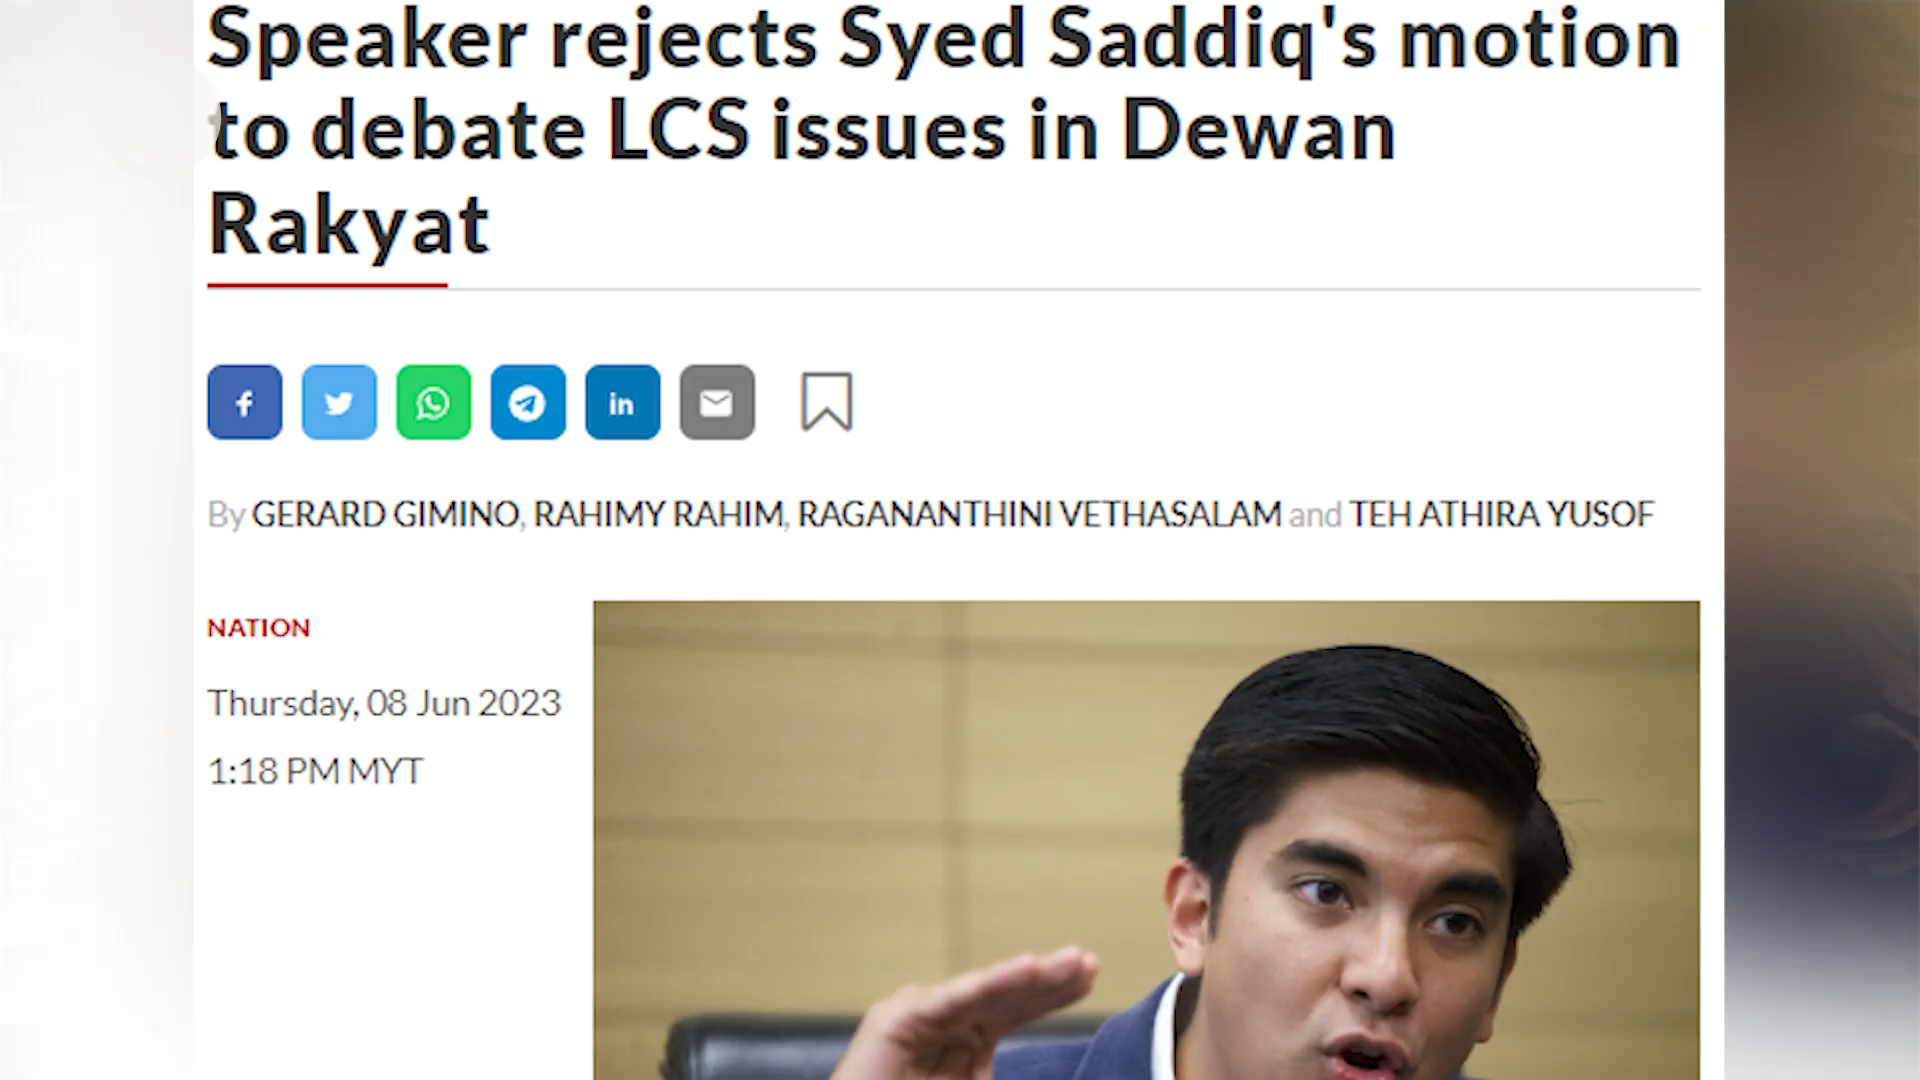 Speaker rejects Syed Saddiq's motion
to debate LCS issues in Dewan
Rakyat
f
in
By GERARD GIMINO, RAHIMY RAHIM, RAGANANTHINI VETHASALAM and TEH ATHIRA YUSOF
NATION
Thursday, 08 Jun 2023
1:18 PM MYT